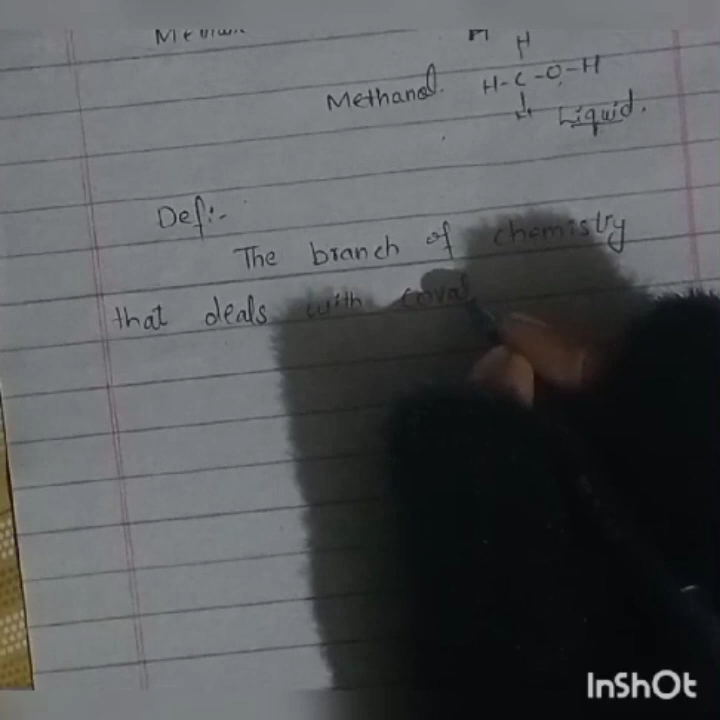 H
Methanol. H-C-O-H
H Liquid.
Def:-
The branch of chemistry
that deals with coval
InShOt